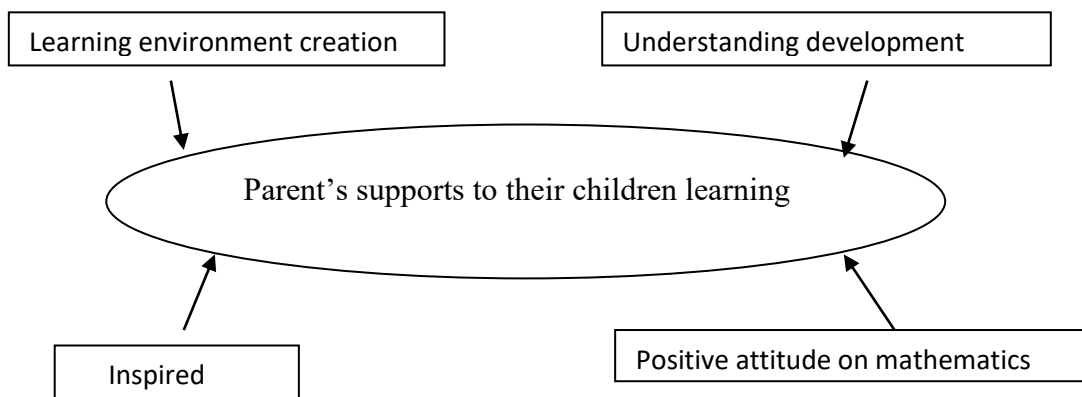 Learning environment creation
Understanding development
Parent’s supports to their children learning
Inspired
Positive attitude on mathematics